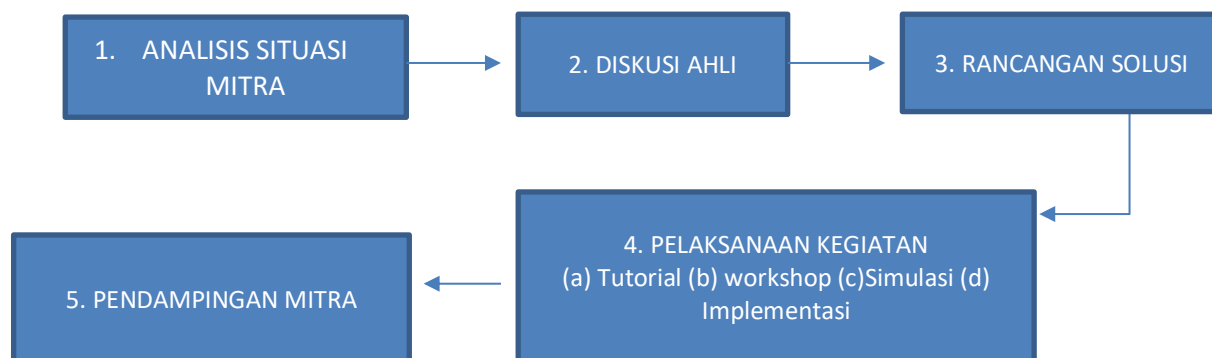 1. ANALISIS SITUASI
MITRA
2. DISKUSI AHLI
3. RANCANGAN SOLUSI
4. PELAKSANAAN KEGIATAN
(a) Tutorial (b) workshop (c)Simulasi (d)
Implementasi
5. PENDAMPINGAN MITRA